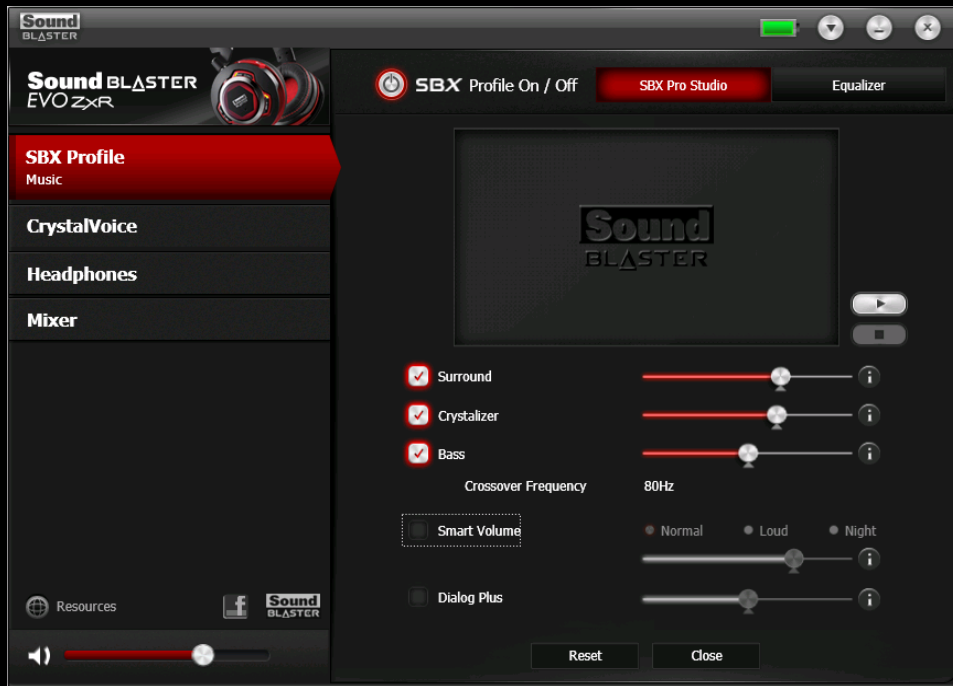 Sound
BLASTER
Sound BLASTER
EVO ZXR
SBX Profile On / Off
SBX Pro Studio
Equalizer
SBX Profile
Music
CrystalVoice
Headphones
Mixer
Sound
BLASTER
Surround
Crystalizer
Bass
Crossover Frequency
80Hz
Smart Volume
Normal
Loud
Night
Dialog Plus
Resources
f
Sound
BLASTER
Reset
Close